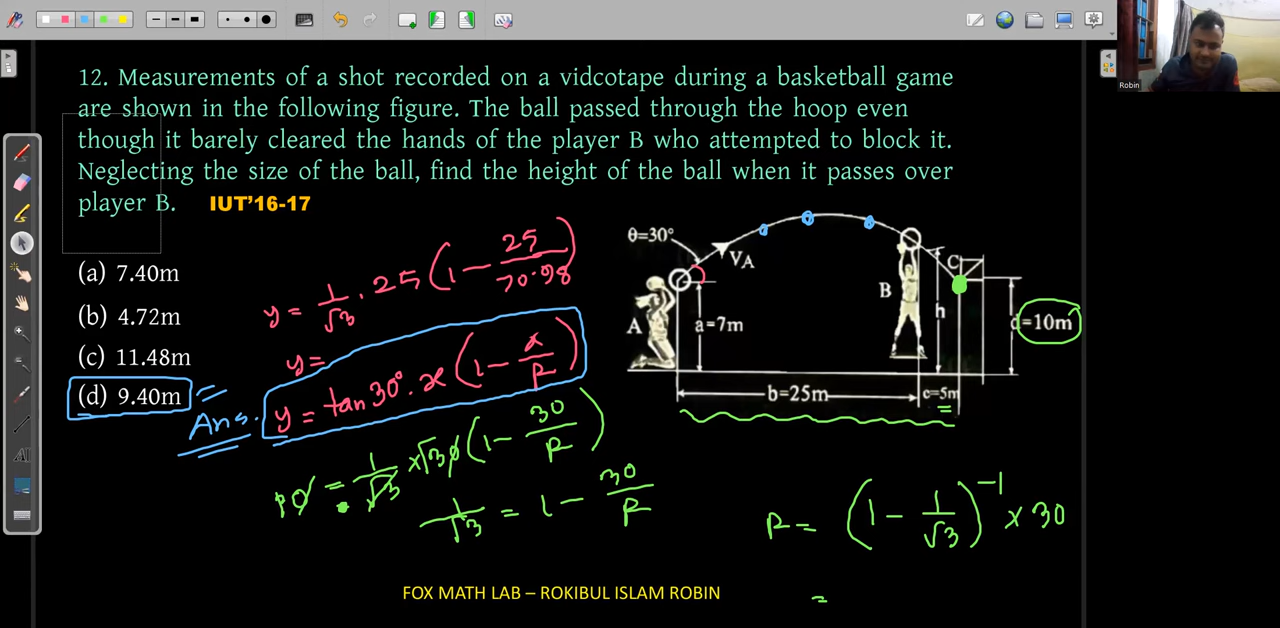 Robin
12. Measurements of a shot recorded on a vidcotape during a basketball game
are shown in the following figure. The ball passed through the hoop even
though it barely cleared the hands of the player B who attempted to block it.
Neglecting the size of the ball, find the height of the ball when it passes over
player B. IUT'16-17
(a) 7.40m
(b) 4.72m
(c) 11.48m
(d) 9.40m
Ans.
y = 1/√3 . 25 (1 - 25/70.98)
y =
y = tan30° . x (1 - x/R)
10 = 1/√3 × √30 (1 - 30/R)
1/√3 = 1 - 30/R
R = (1 - 1/√3)^-1 × 30
=
θ=30°
VA
A
a=7m
B
h
C
d=10m
b=25m
c=5m
=
FOX MATH LAB – ROKIBUL ISLAM ROBIN